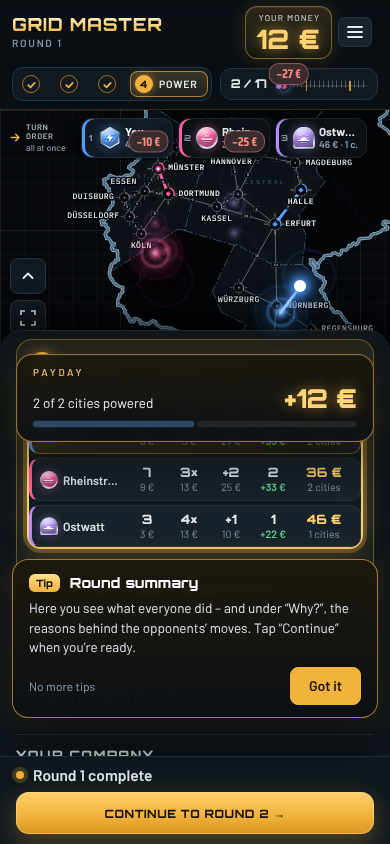 GRID MASTER
ROUND 1
YOUR MONEY
12 €
4 POWER
2 / 17
-27 €
TURN ORDER
all at once
1
-10 €
2
-25 €
3 Ostw...
46 € · 1 c.
HANNOVER
MAGDEBURG
MÜNSTER
CENTRAL
ESSEN
DUISBURG
DORTMUND
HALLE
DÜSSELDORF
KASSEL
ERFURT
KÖLN
WÜRZBURG
NÜRNBERG
REGENSBURG
PAYDAY
2 of 2 cities powered
+12 €
Rheinstr... 7 3x +2 2 36 €
9 € 13 € 25 € +33 € 2 cities
Ostwatt 3 4x +1 1 46 €
3 € 13 € 10 € +22 € 1 cities
Tip Round summary
Here you see what everyone did – and under “Why?”, the
reasons behind the opponents’ moves. Tap “Continue”
when you’re ready.
No more tips
Got it
YOUR COMPANY
Round 1 complete
CONTINUE TO ROUND 2 →